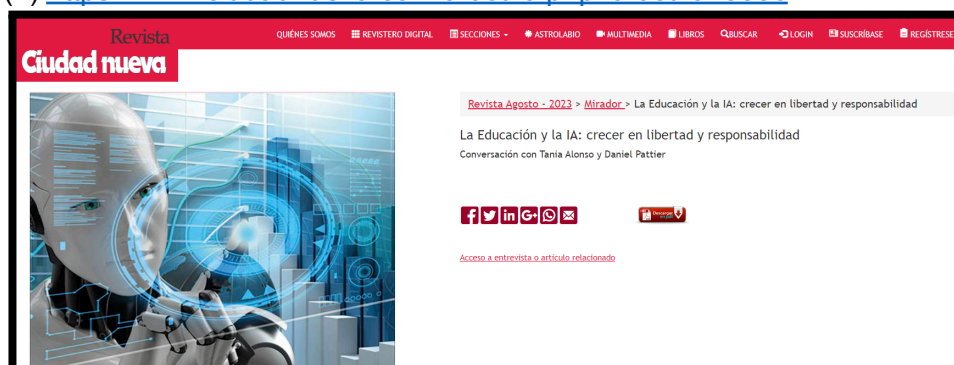 Revista
Ciudad nueva
QUIÉNES SOMOS REVISTERO DIGITAL SECCIONES ASTROLABIO MULTIMEDIA LIBROS BUSCAR LOGIN SUSCRÍBASE REGÍSTRESE
Revista Agosto - 2023 > Mirador > La Educación y la IA: crecer en libertad y responsabilidad
La Educación y la IA: crecer en libertad y responsabilidad
Conversación con Tania Alonso y Daniel Pattier
Acceso a entrevista o artículo relacionado